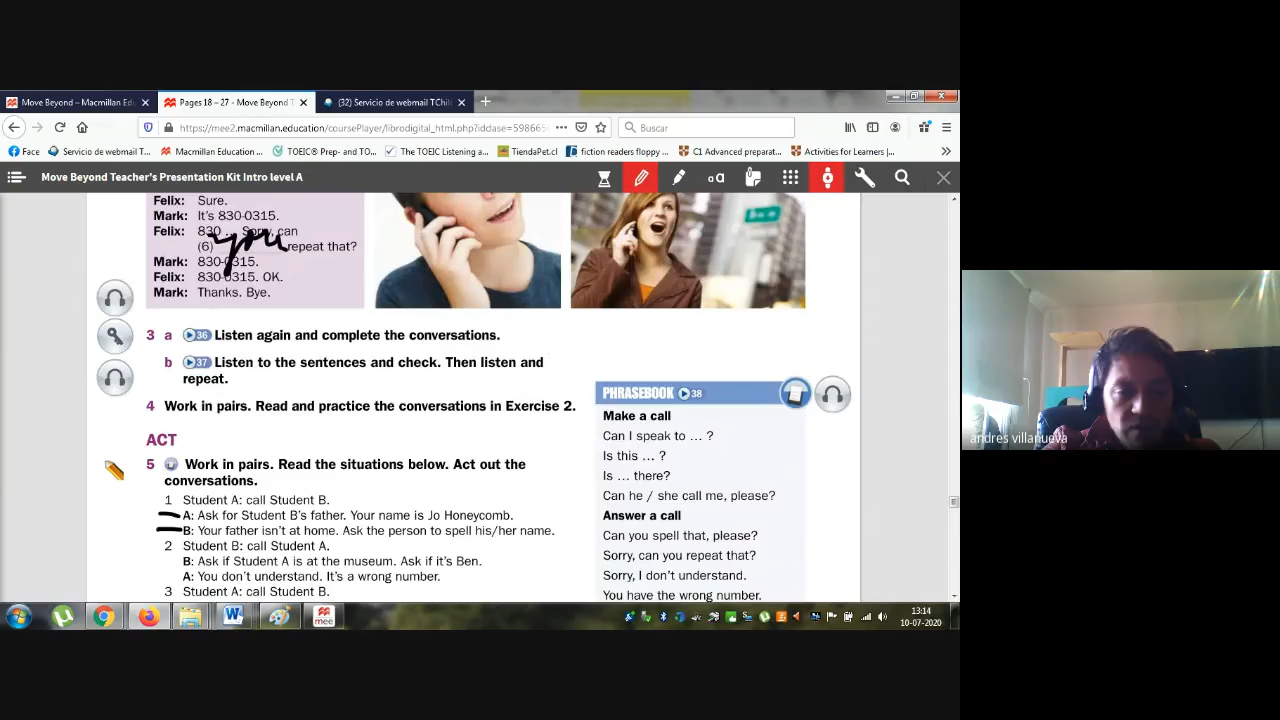 Move Beyond – Macmillan Edu
Pages 18 – 27 - Move Beyond T
(32) Servicio de webmail TChil
https://mee2.macmillan.education/coursePlayer/librodigital_html.php?idclase=598665
Buscar
Face
Servicio de webmail T...
Macmillan Education ...
TOEIC® Prep- and TO...
The TOEIC Listening a...
TiendaPet.cl
fiction readers floppy ...
C1 Advanced preparat...
Activities for Learners |...
Move Beyond Teacher's Presentation Kit Intro level A
Felix: Sure.
Mark: It's 830-0315.
Felix: 830 ... Sorry, can
(6) you repeat that?
Mark: 830-0315.
Felix: 830-0315. OK.
Mark: Thanks. Bye.
3 a 36 Listen again and complete the conversations.
b 37 Listen to the sentences and check. Then listen and
repeat.
4 Work in pairs. Read and practice the conversations in Exercise 2.
ACT
5 Work in pairs. Read the situations below. Act out the
conversations.
1 Student A: call Student B.
A: Ask for Student B's father. Your name is Jo Honeycomb.
B: Your father isn't at home. Ask the person to spell his/her name.
2 Student B: call Student A.
B: Ask if Student A is at the museum. Ask if it's Ben.
A: You don't understand. It's a wrong number.
3 Student A: call Student B.
PHRASEBOOK 38
Make a call
Can I speak to ... ?
Is this ... ?
Is ... there?
Can he / she call me, please?
Answer a call
Can you spell that, please?
Sorry, can you repeat that?
Sorry, I don't understand.
You have the wrong number.
mee
13:14
10-07-2020
andres villanueva